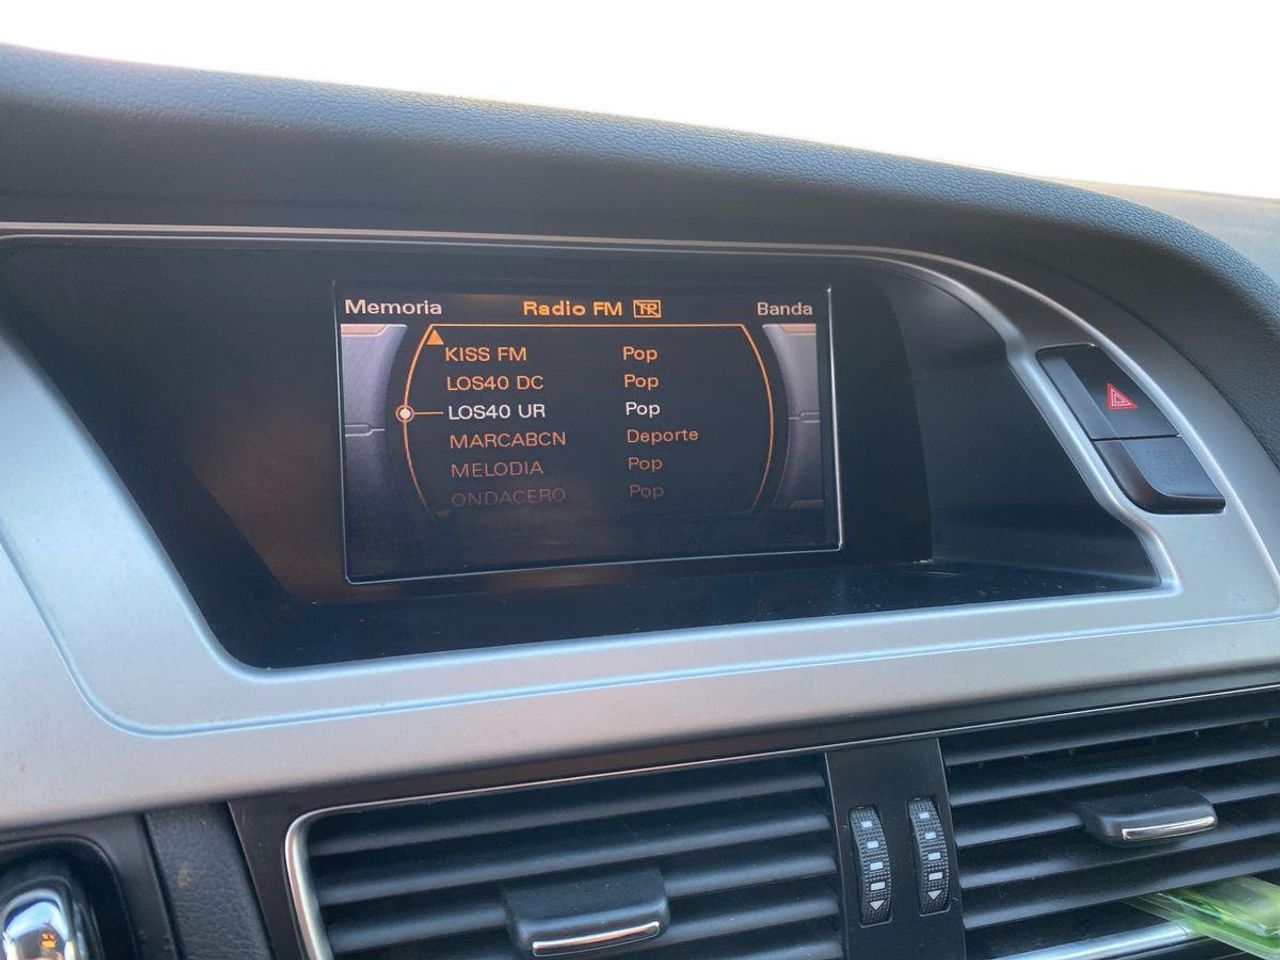 Memoria Radio FM TP Banda
KISS FM Pop
LOS40 DC Pop
LOS40 UR Pop
MARCABCN Deporte
MELODIA Pop
ONDACERO Pop